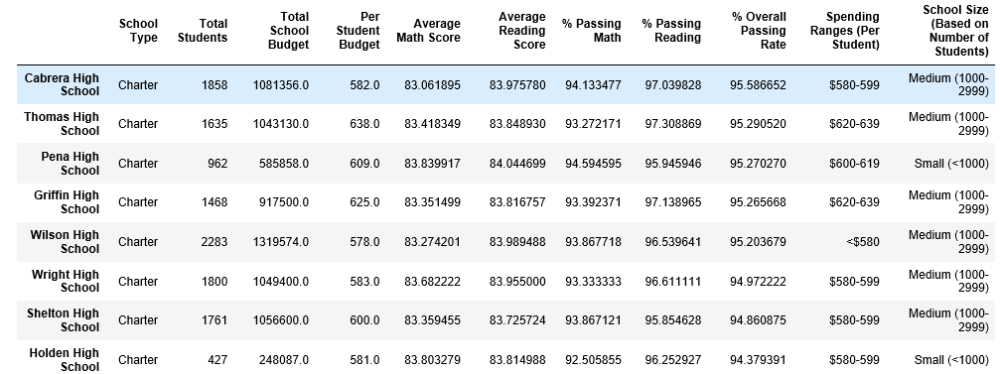 School Type Total Students Total School Budget Per Student Budget Average Math Score Average Reading Score % Passing Math % Passing Reading % Overall Passing Rate Spending Ranges (Per Student) School Size (Based on Number of Students)
Cabrera High School Charter 1858 1081356.0 582.0 83.061895 83.975780 94.133477 97.039828 95.586652 $580-599 Medium (1000-2999)
Thomas High School Charter 1635 1043130.0 638.0 83.418349 83.848930 93.272171 97.308869 95.290520 $620-639 Medium (1000-2999)
Pena High School Charter 962 585858.0 609.0 83.839917 84.044699 94.594595 95.945946 95.270270 $600-619 Small (<1000)
Griffin High School Charter 1468 917500.0 625.0 83.351499 83.816757 93.392371 97.138965 95.265668 $620-639 Medium (1000-2999)
Wilson High School Charter 2283 1319574.0 578.0 83.274201 83.989488 93.867718 96.539641 95.203679 <$580 Medium (1000-2999)
Wright High School Charter 1800 1049400.0 583.0 83.682222 83.955000 93.333333 96.611111 94.972222 $580-599 Medium (1000-2999)
Shelton High School Charter 1761 1056600.0 600.0 83.359455 83.725724 93.867121 95.854628 94.860875 $580-599 Medium (1000-2999)
Holden High School Charter 427 248087.0 581.0 83.803279 83.814988 92.505855 96.252927 94.379391 $580-599 Small (<1000)